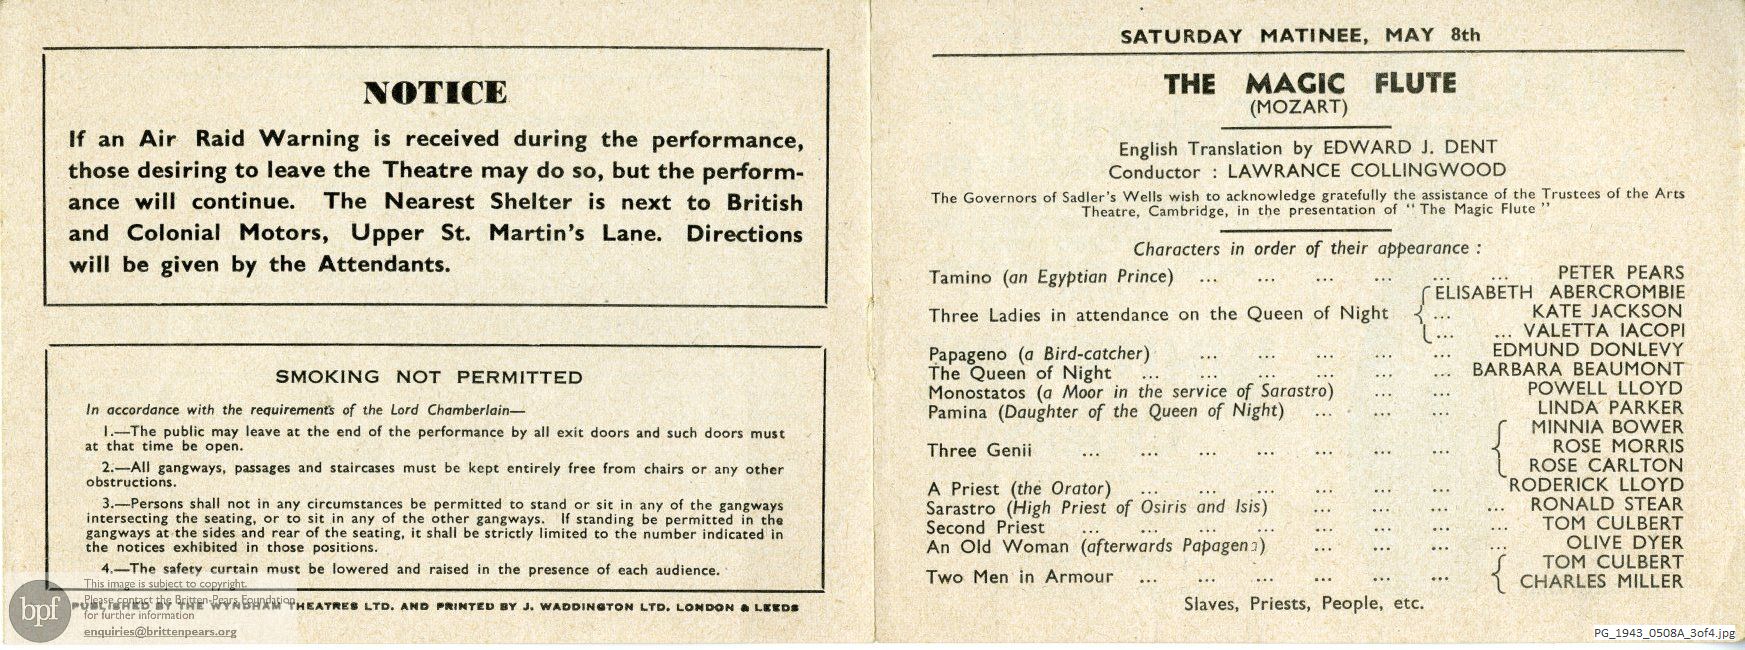 NOTICE
If an Air Raid Warning is received during the performance,
those desiring to leave the Theatre may do so, but the perform-
ance will continue. The Nearest Shelter is next to British
and Colonial Motors, Upper St. Martin's Lane. Directions
will be given by the Attendants.
SMOKING NOT PERMITTED
In accordance with the requirements of the Lord Chamberlain—
1.—The public may leave at the end of the performance by all exit doors and such doors must
at that time be open.
2.—All gangways, passages and staircases must be kept entirely free from chairs or any other
obstructions.
3.—Persons shall not in any circumstances be permitted to stand or sit in any of the gangways
intersecting the seating, or to sit in any of the other gangways. If standing be permitted in the
gangways at the sides and rear of the seating, it shall be strictly limited to the number indicated in
the notices exhibited in those positions.
4.—The safety curtain must be lowered and raised in the presence of each audience.
PUBLISHED BY THE WYNDHAM THEATRES LTD. AND PRINTED BY J. WADDINGTON LTD. LONDON & LEEDS
bpf
This image is subject to copyright.
Please contact the Britten-Pears Foundation
for further information
enquiries@brittenpears.org
SATURDAY MATINEE, MAY 8th
THE MAGIC FLUTE
(MOZART)
English Translation by EDWARD J. DENT
Conductor : LAWRANCE COLLINGWOOD
The Governors of Sadler's Wells wish to acknowledge gratefully the assistance of the Trustees of the Arts
Theatre, Cambridge, in the presentation of "The Magic Flute"
Characters in order of their appearance :
Tamino (an Egyptian Prince) ... ... ... ... ... ... PETER PEARS
ELISABETH ABERCROMBIE
Three Ladies in attendance on the Queen of Night { ... KATE JACKSON
... ... VALETTA IACOPI
Papageno (a Bird-catcher) ... ... ... ... ... EDMUND DONLEVY
The Queen of Night ... ... ... ... ... ... BARBARA BEAUMONT
Monostatos (a Moor in the service of Sarastro) ... ... POWELL LLOYD
Pamina (Daughter of the Queen of Night) ... ... ... LINDA PARKER
MINNIA BOWER
Three Genii ... ... ... ... ... ... ... { ROSE MORRIS
ROSE CARLTON
A Priest (the Orator) ... ... ... ... ... ... RODERICK LLOYD
Sarastro (High Priest of Osiris and Isis) ... ... ... ... RONALD STEAR
Second Priest ... ... ... ... ... ... ... ... TOM CULBERT
An Old Woman (afterwards Papagena) ... ... ... ... OLIVE DYER
TOM CULBERT
Two Men in Armour ... ... ... ... ... ... { CHARLES MILLER
Slaves, Priests, People, etc.
PG_1943_0508A_3of4.jpg